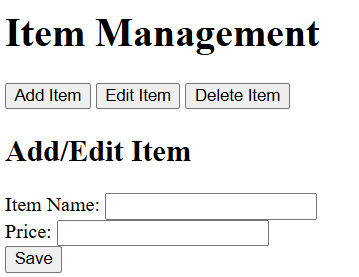 Item Management
Add Item Edit Item Delete Item
Add/Edit Item
Item Name:
Price:
Save